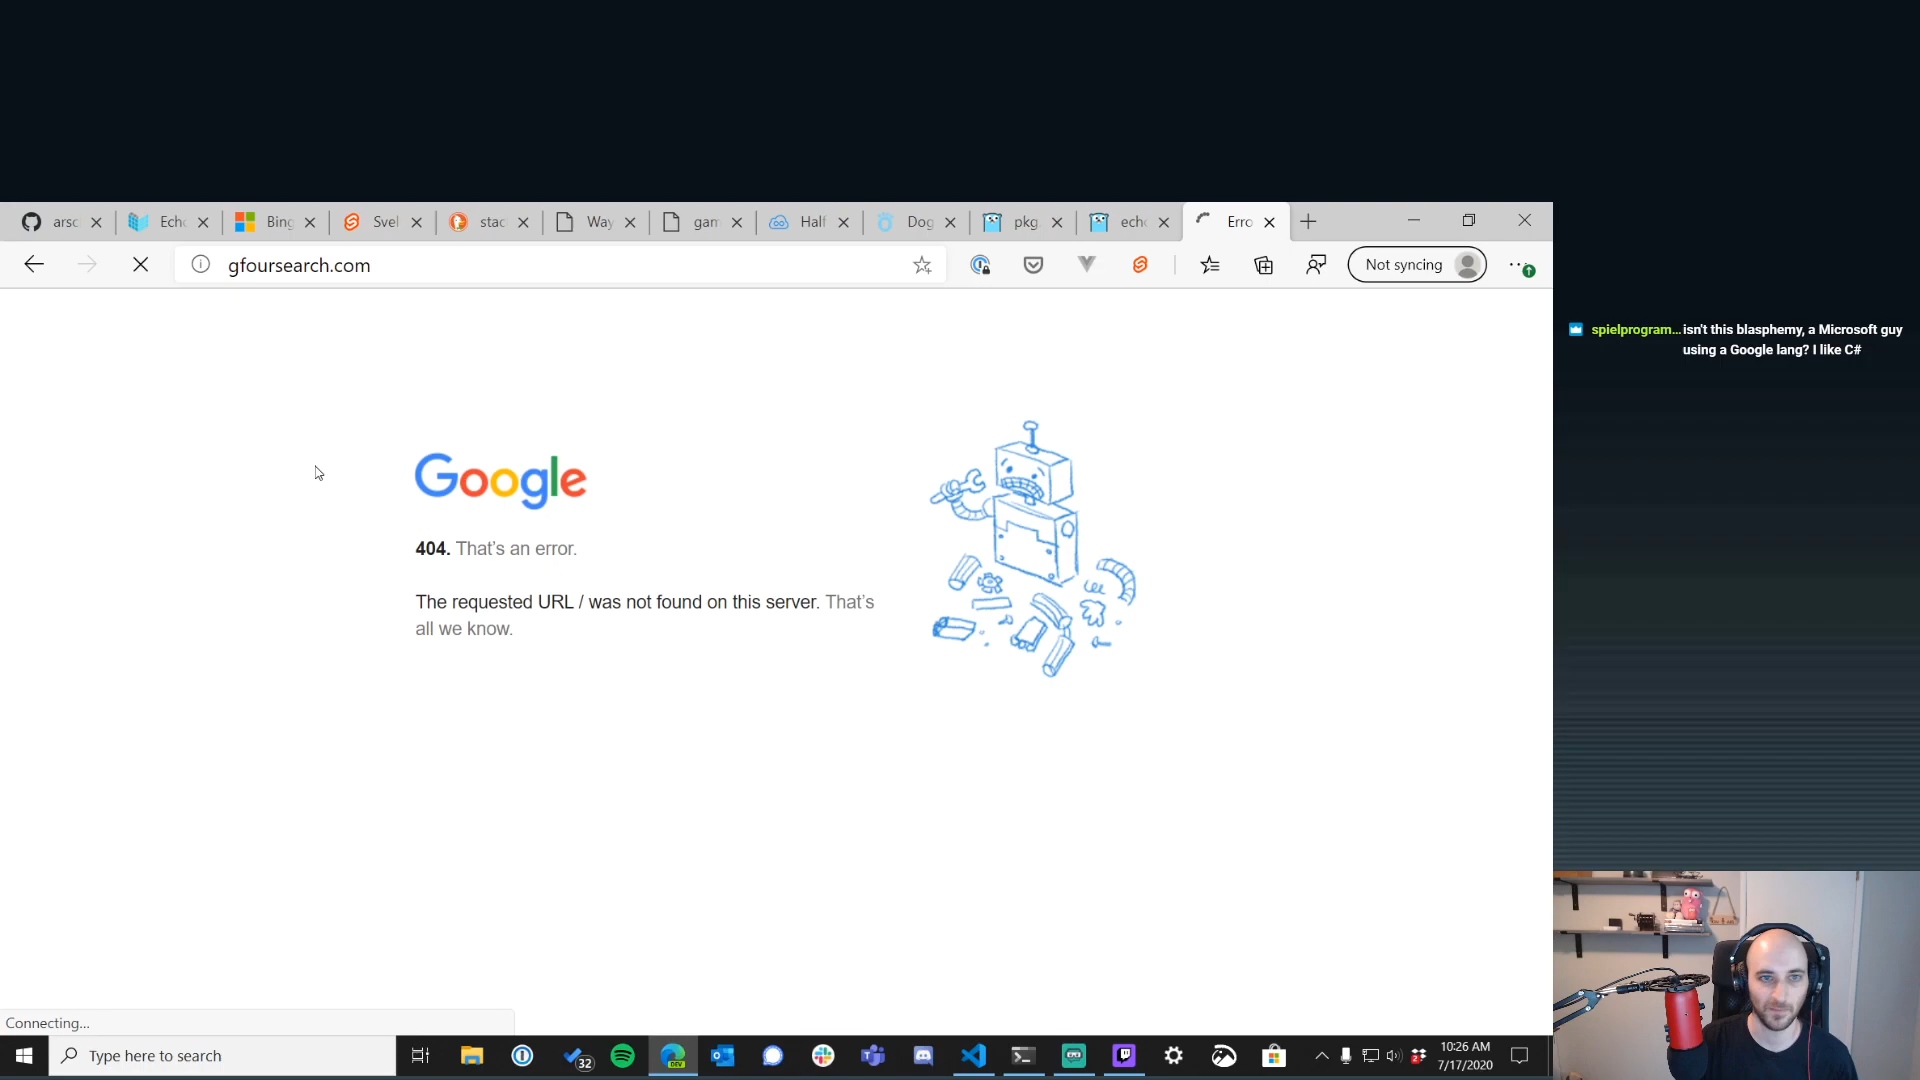 arsc
Echo
Bing
Svel
stac
Way
gam
Half
Dog
pkg.
echo
Erro
gfoursearch.com
Not syncing
spielprogram... isn't this blasphemy, a Microsoft guy
using a Google lang? I like C#
Google
404. That's an error.
The requested URL / was not found on this server. That's
all we know.
Connecting...
Type here to search
32
DEV
10:26 AM
7/17/2020